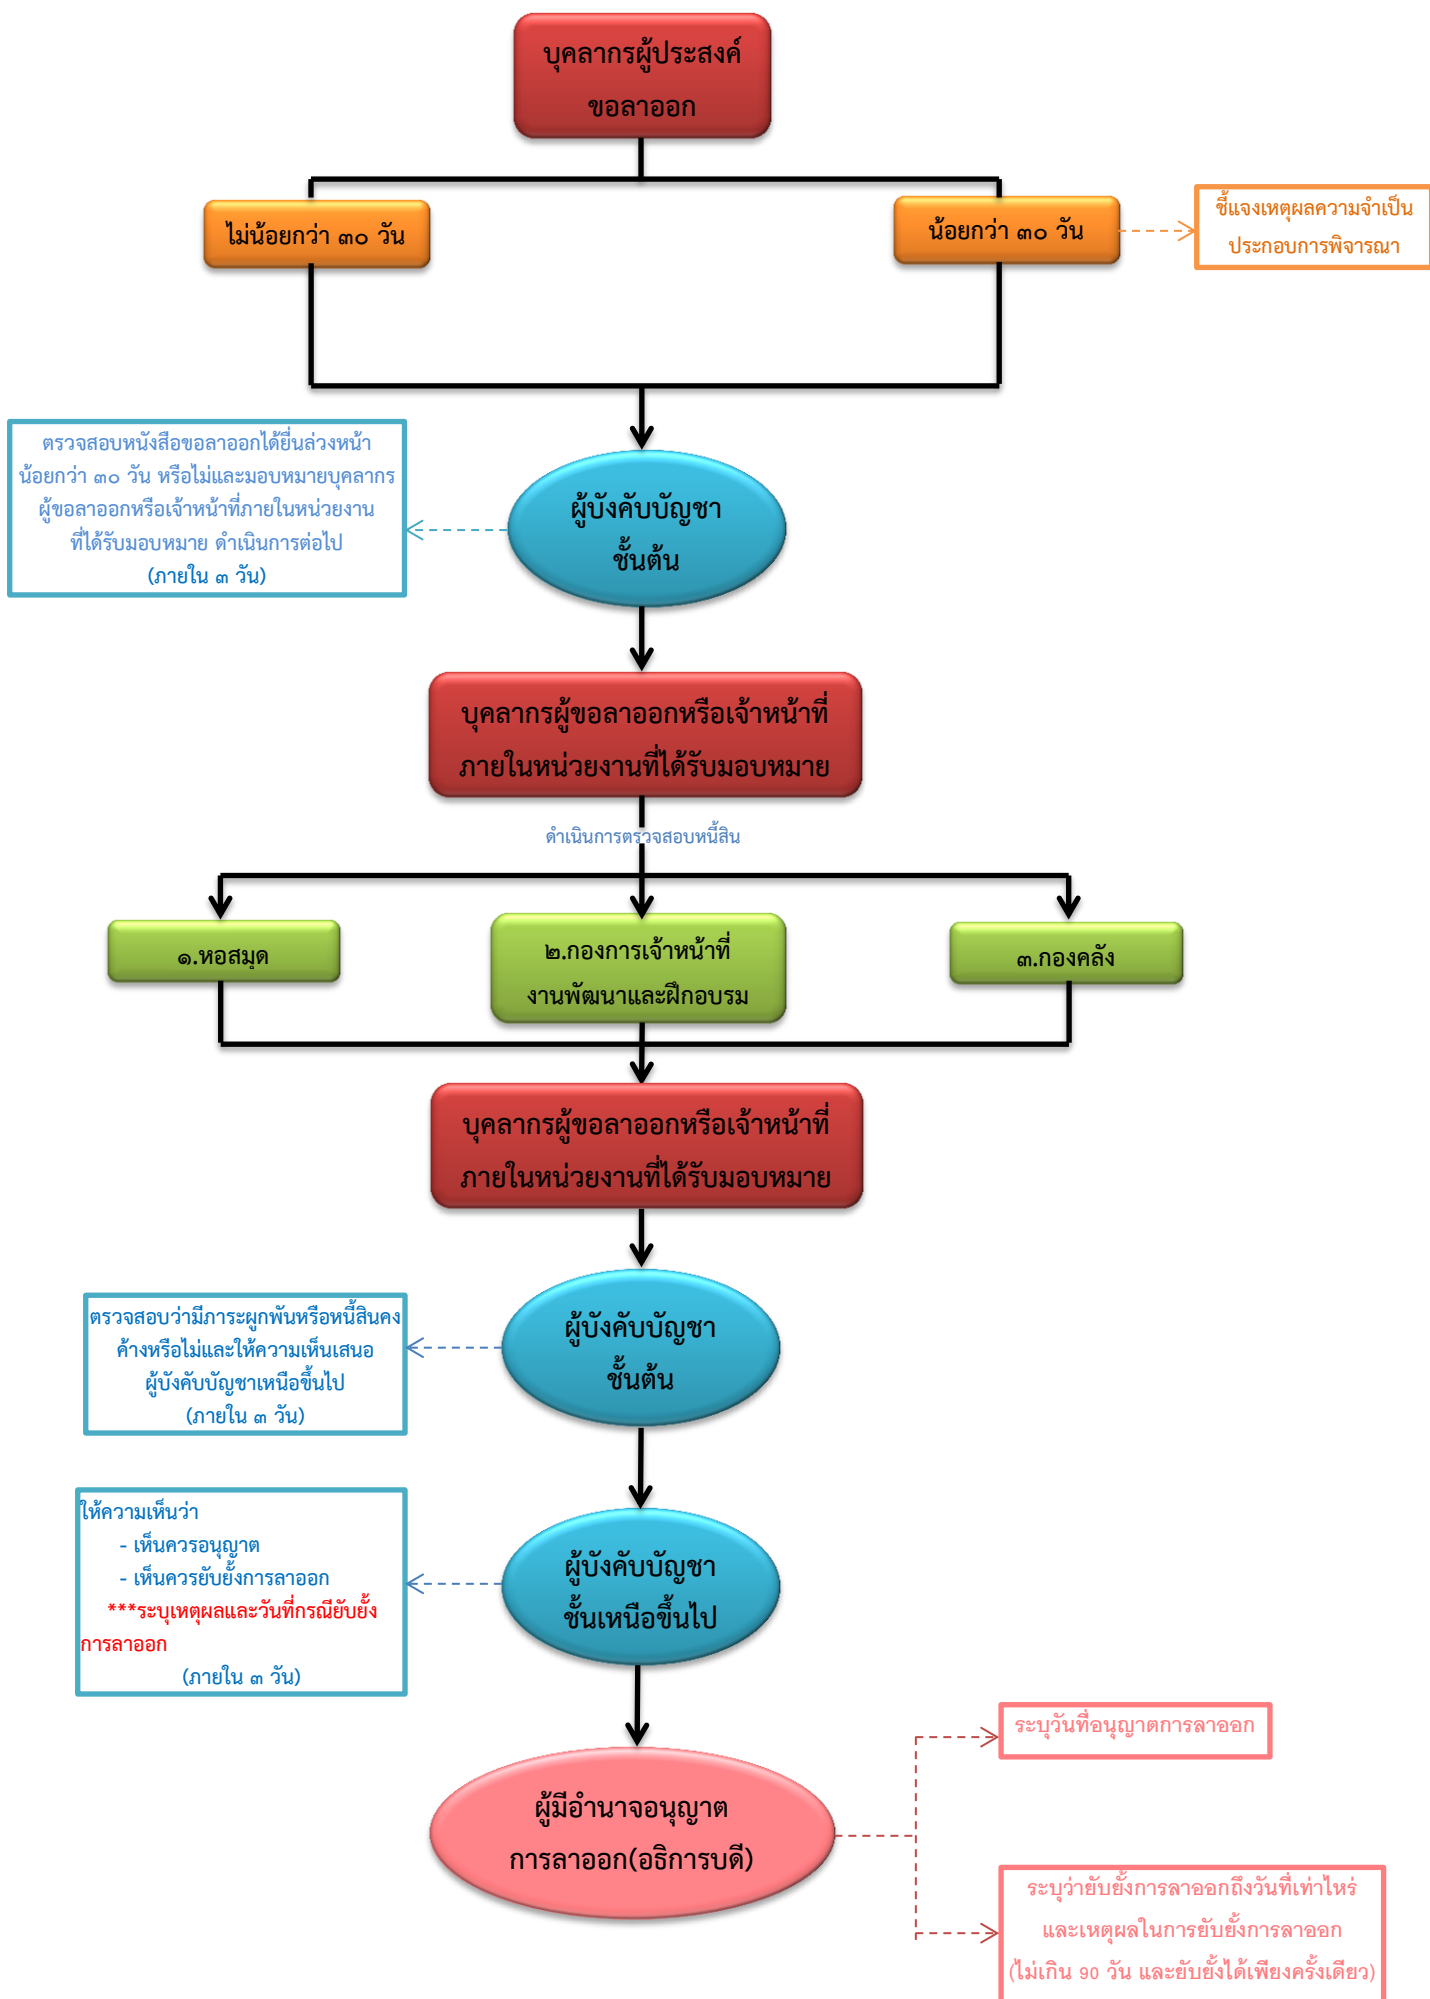 บุคลากรผู้ประสงค์
ขอลาออก
ไม่น้อยกว่า ๓๐ วัน
น้อยกว่า ๓๐ วัน
ชี้แจงเหตุผลความจำเป็น
ประกอบการพิจารณา
ตรวจสอบหนังสือขอลาออกได้ยื่นล่วงหน้า
น้อยกว่า ๓๐ วัน หรือไม่และมอบหมายบุคลากร
ผู้ขอลาออกหรือเจ้าหน้าที่ภายในหน่วยงาน
ที่ได้รับมอบหมาย ดำเนินการต่อไป
(ภายใน ๓ วัน)
ผู้บังคับบัญชา
ชั้นต้น
บุคลากรผู้ขอลาออกหรือเจ้าหน้าที่
ภายในหน่วยงานที่ได้รับมอบหมาย
ดำเนินการตรวจสอบหนี้สิน
๑.หอสมุด
๒.กองการเจ้าหน้าที่
งานพัฒนาและฝึกอบรม
๓.กองคลัง
บุคลากรผู้ขอลาออกหรือเจ้าหน้าที่
ภายในหน่วยงานที่ได้รับมอบหมาย
ตรวจสอบว่ามีภาระผูกพันหรือหนี้สินคง
ค้างหรือไม่และให้ความเห็นเสนอ
ผู้บังคับบัญชาเหนือขึ้นไป
(ภายใน ๓ วัน)
ผู้บังคับบัญชา
ชั้นต้น
ให้ความเห็นว่า
- เห็นควรอนุญาต
- เห็นควรยับยั้งการลาออก
***ระบุเหตุผลและวันที่กรณียับยั้ง
การลาออก
(ภายใน ๓ วัน)
ผู้บังคับบัญชา
ชั้นเหนือขึ้นไป
ผู้มีอำนาจอนุญาต
การลาออก(อธิการบดี)
ระบุวันที่อนุญาตการลาออก
ระบุว่ายับยั้งการลาออกถึงวันที่เท่าไหร่
และเหตุผลในการยับยั้งการลาออก
(ไม่เกิน 90 วัน และยับยั้งได้เพียงครั้งเดียว)